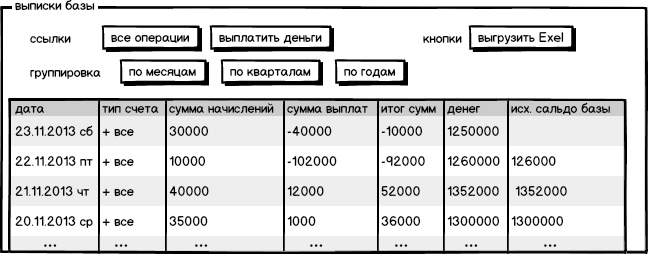 выписки базы
ссылки все операции выплатить деньги кнопки выгрузить Exel
группировка по месяцам по кварталам по годам
дата тип счета сумма начислений сумма выплат итог сумм денег исх. сальдо базы
23.11.2013 сб + все 30000 -40000 -10000 1250000
22.11.2013 пт + все 10000 -102000 -92000 1260000 126000
21.11.2013 чт + все 40000 12000 52000 1352000 1352000
20.11.2013 ср + все 35000 1000 36000 1300000 1300000
... ... ... ... ... ... ...